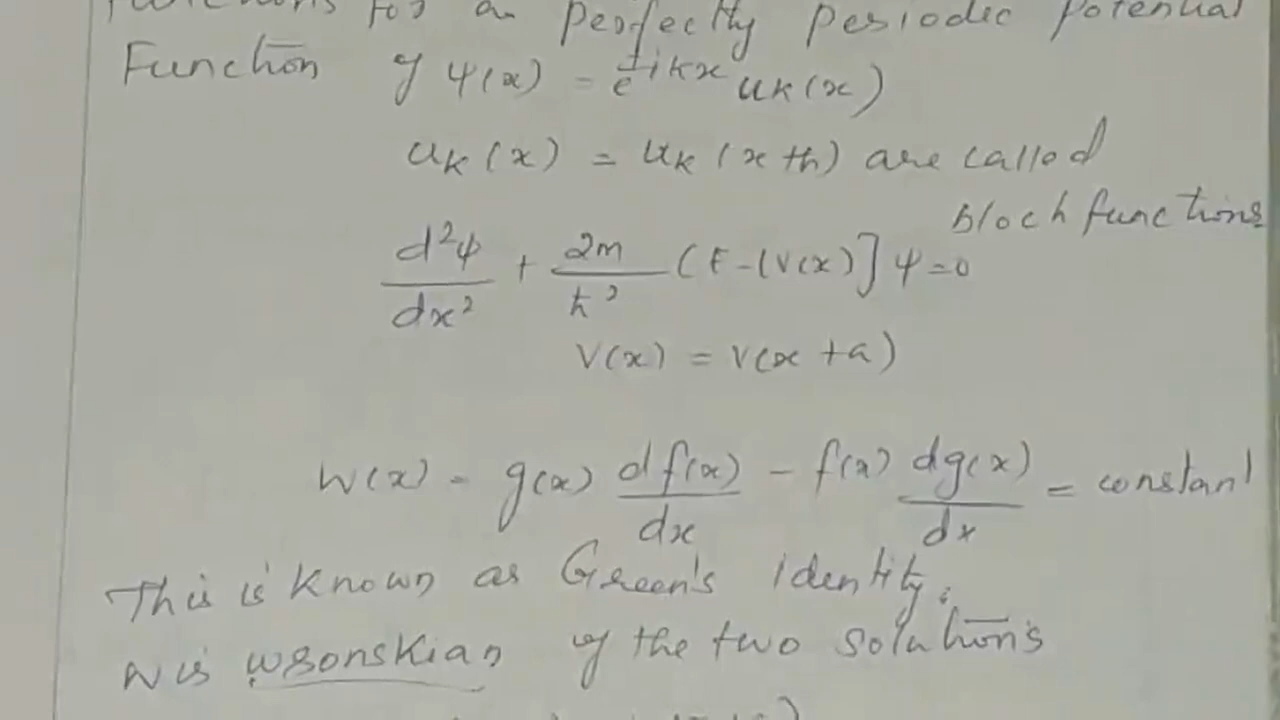 functions for a perfectly periodic potential
Function of ψ(x) = e^±ikx uK(x)
uK(x) = uK(x+h) are called
bloch functions
d²ψ/dx² + 2m/ħ² (E-(V(x)] ψ=0
V(x) = V(x+a)
W(x) - g(x) df(x)/dx - f(x) dg(x)/dx = constant
This is known as Green's identity.
W is wronskian of the two solutions